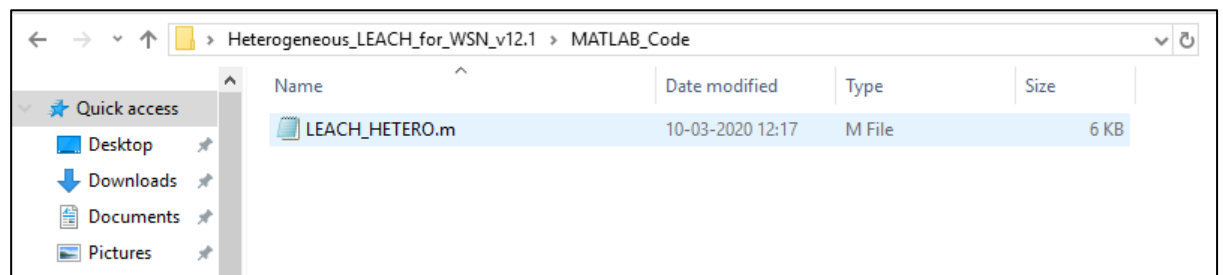 Heterogeneous_LEACH_for_WSN_v12.1 > MATLAB_Code
Name Date modified Type Size
Quick access
LEACH_HETERO.m 10-03-2020 12:17 M File 6 KB
Desktop
Downloads
Documents
Pictures